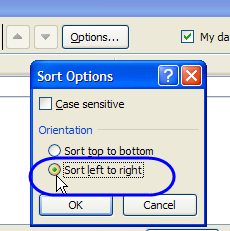 Options...
My da
Sort Options
Case sensitive
Orientation
Sort top to bottom
Sort left to right
OK
Cancel